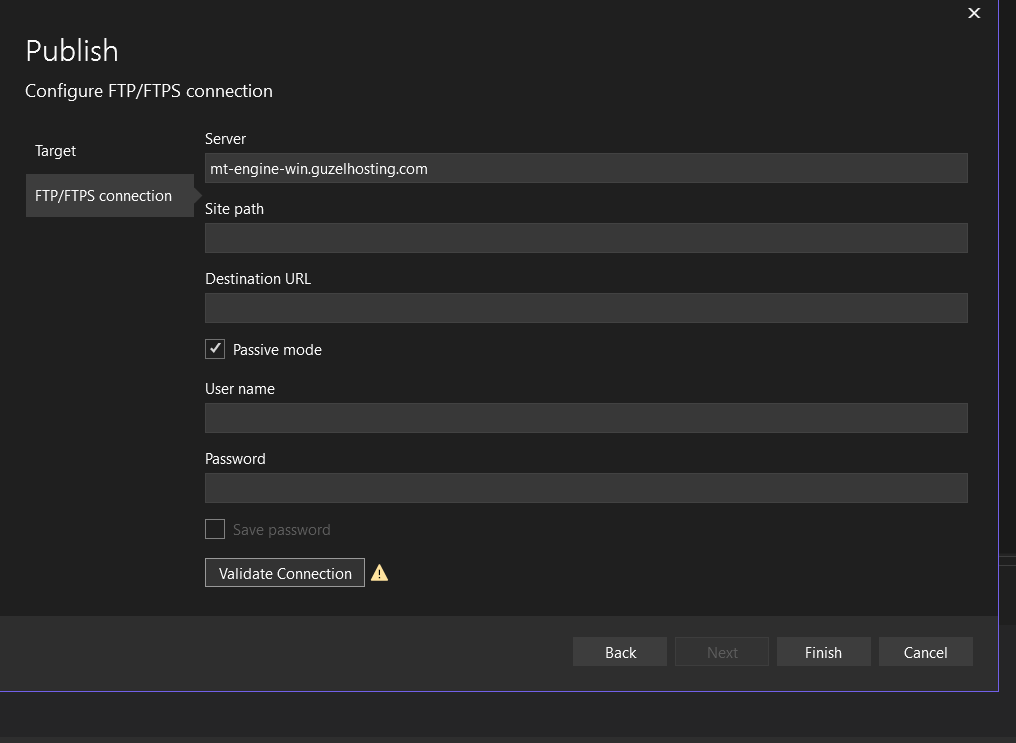 Publish
Configure FTP/FTPS connection
Target
FTP/FTPS connection
Server
mt-engine-win.guzelhosting.com
Site path
Destination URL
Passive mode
User name
Password
Save password
Validate Connection
Back
Next
Finish
Cancel